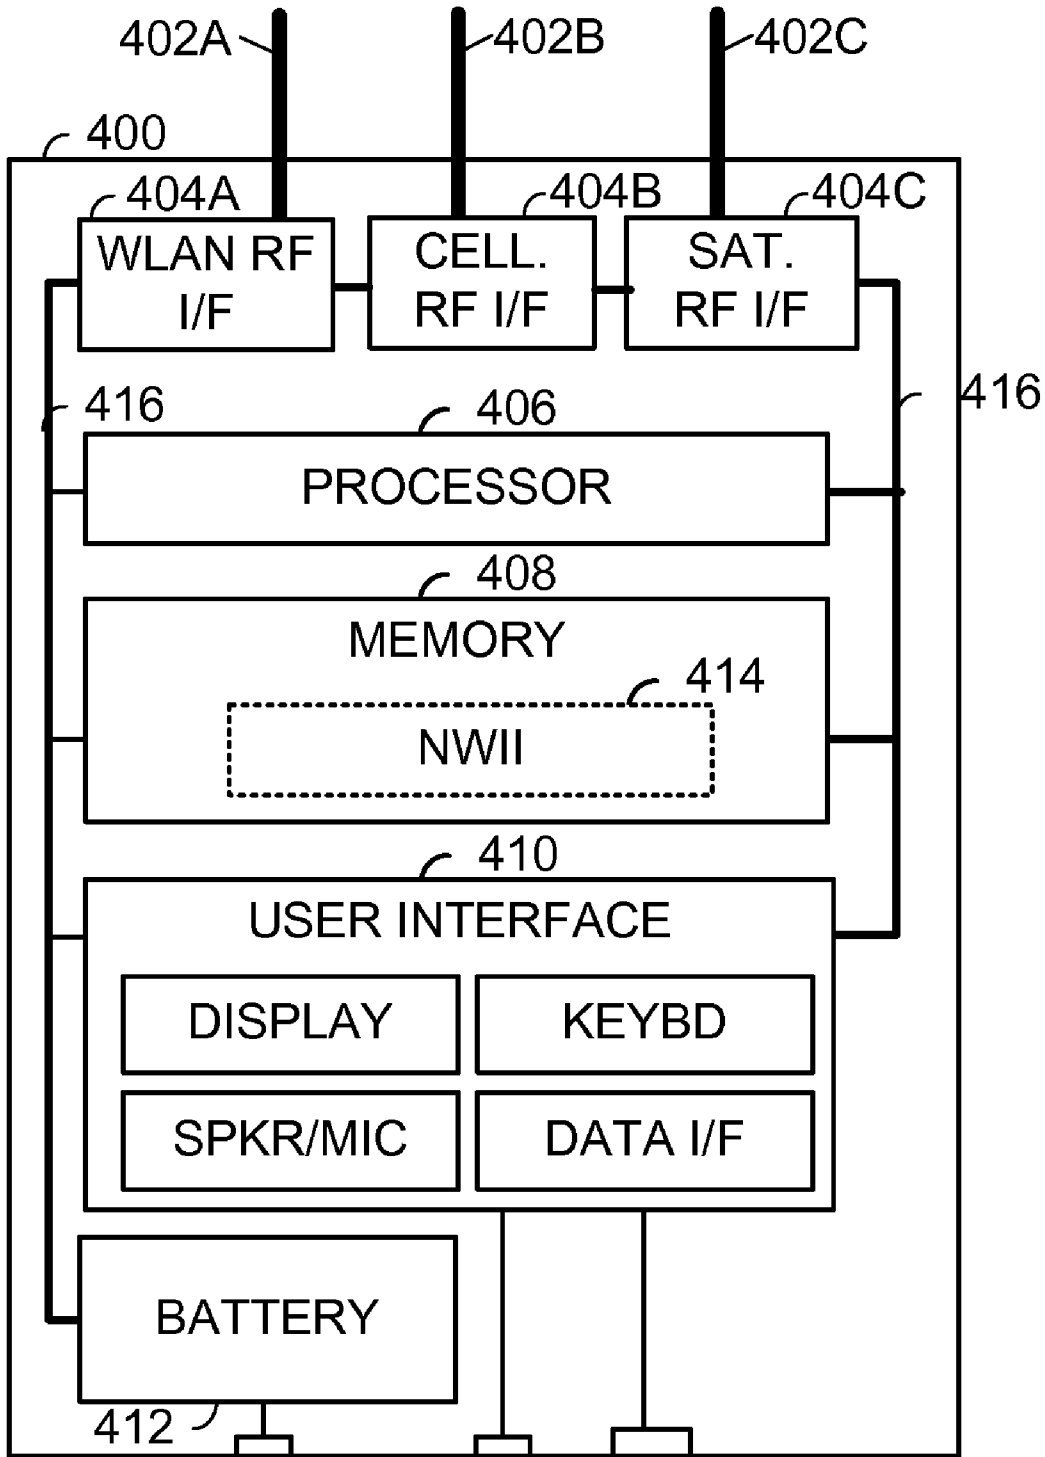 402A 402B 402C
400
404A 404B 404C
WLAN RF
I/F
CELL.
RF I/F
SAT.
RF I/F
416 416
406
PROCESSOR
408
MEMORY
414
NWII
410
USER INTERFACE
DISPLAY KEYBD
SPKR/MIC DATA I/F
BATTERY
412